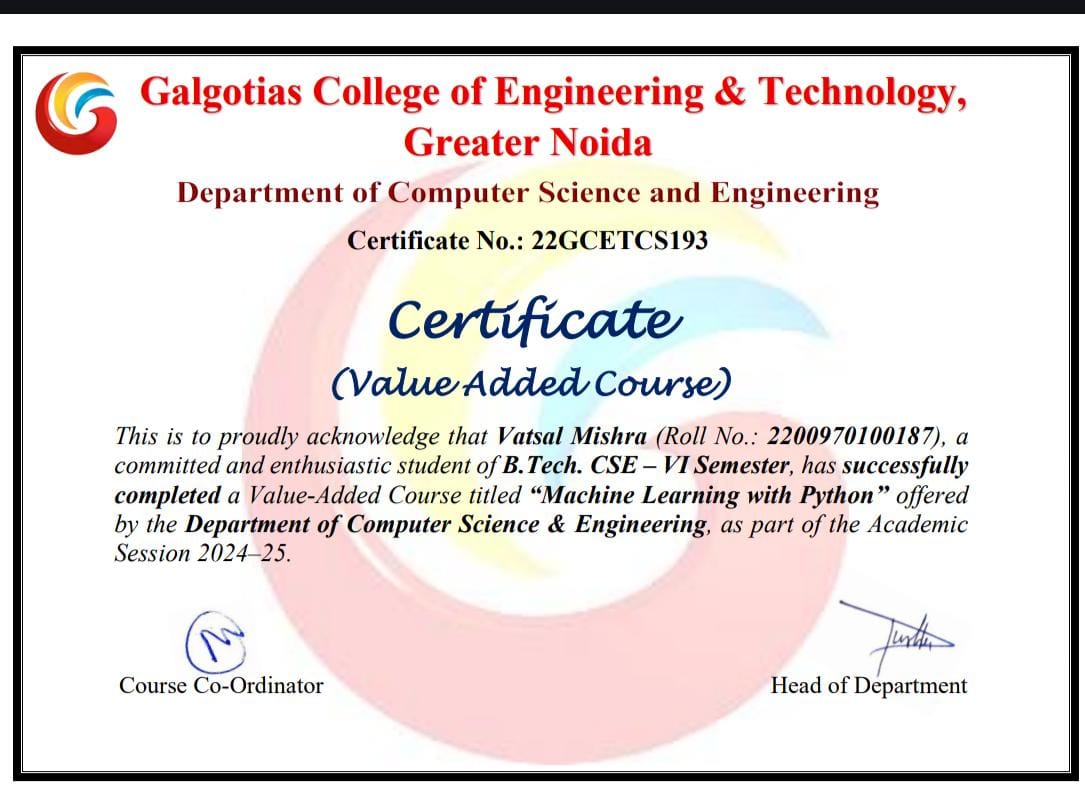 Galgotias College of Engineering & Technology,
Greater Noida
Department of Computer Science and Engineering
Certificate No.: 22GCETCS193
Certificate
(Value Added Course)
This is to proudly acknowledge that Vatsal Mishra (Roll No.: 2200970100187), a
committed and enthusiastic student of B.Tech. CSE – VI Semester, has successfully
completed a Value-Added Course titled “Machine Learning with Python” offered
by the Department of Computer Science & Engineering, as part of the Academic
Session 2024–25.
Course Co-Ordinator
Head of Department